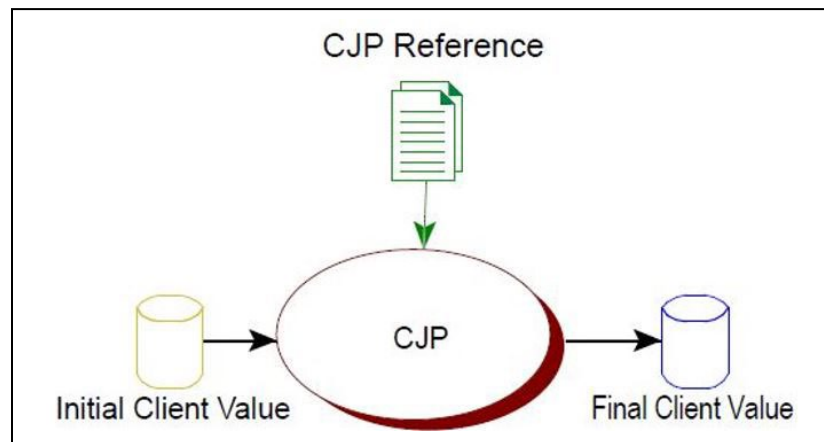 CJP Reference
CJP
Initial Client Value
Final Client Value